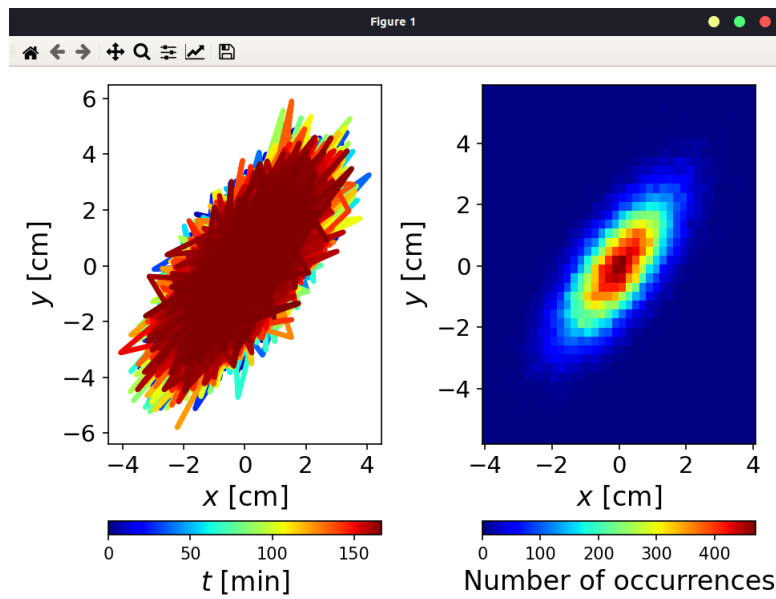 Figure 1
6
4
2
0
−2
−4
−6
y [cm]
−4 −2 0 2 4
x [cm]
0 50 100 150
t [min]
4
2
0
−2
−4
y [cm]
−4 −2 0 2 4
x [cm]
0 100 200 300 400
Number of occurrences